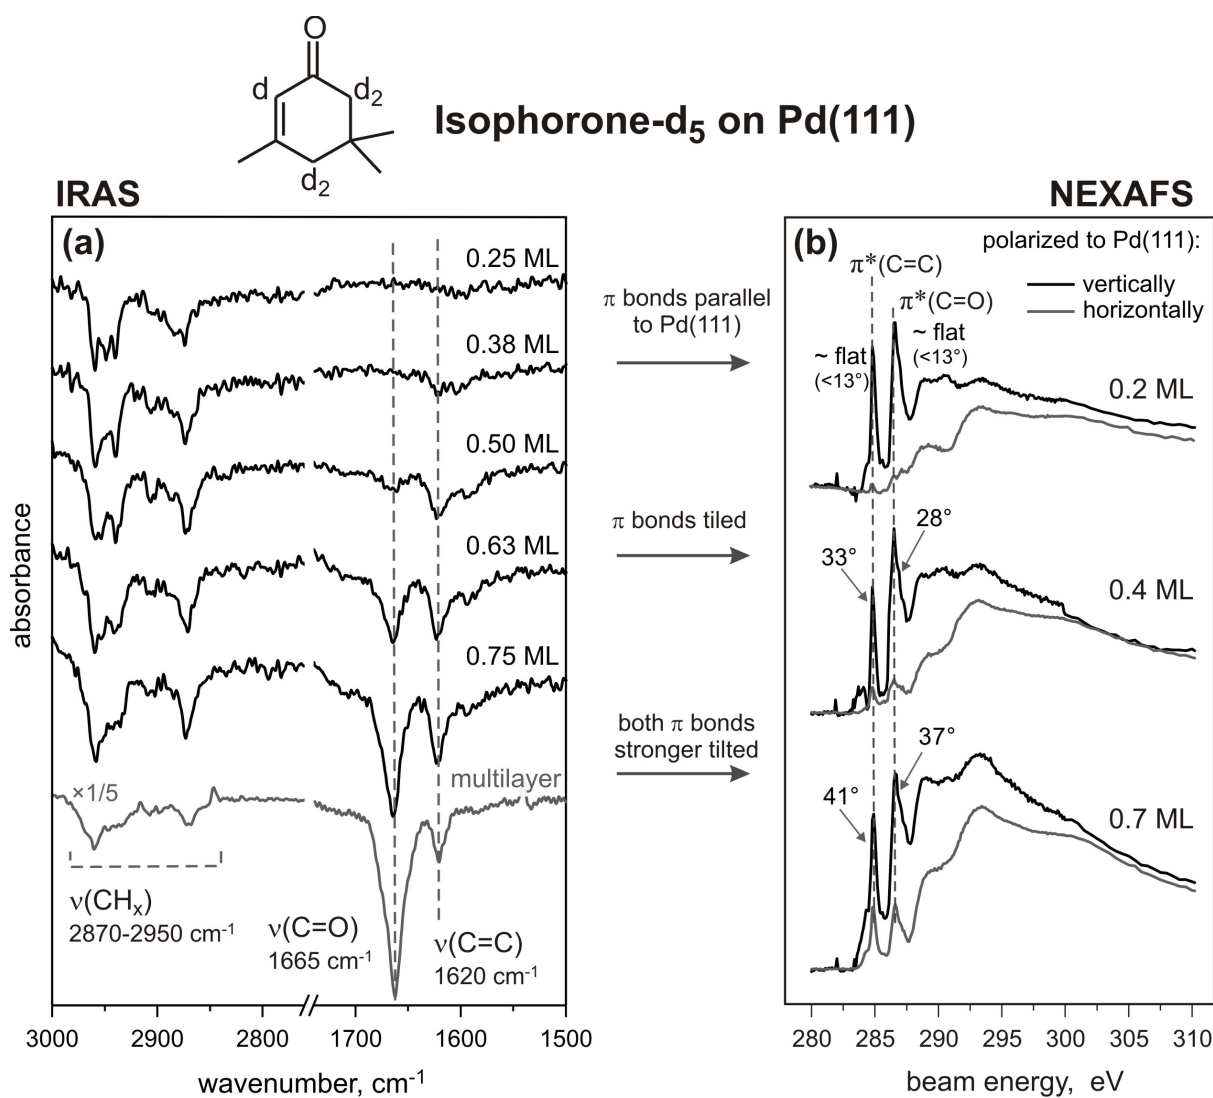 O
d
d2
d2
Isophorone-d5 on Pd(111)
IRAS
(a)
0.25 ML
0.38 ML
0.50 ML
0.63 ML
0.75 ML
×1/5
multilayer
ν(CHx)
2870-2950 cm-1
ν(C=O)
1665 cm-1
ν(C=C)
1620 cm-1
absorbance
3000 2900 2800 1700 1600 1500
wavenumber, cm-1
π bonds parallel
to Pd(111)
π bonds tiled
both π bonds
stronger tilted
NEXAFS
(b)
polarized to Pd(111):
vertically
horizontally
π*(C=C)
π*(C=O)
~ flat
(<13°)
~ flat
(<13°)
0.2 ML
33°
28°
0.4 ML
41°
37°
0.7 ML
280 285 290 295 300 305 310
beam energy, eV